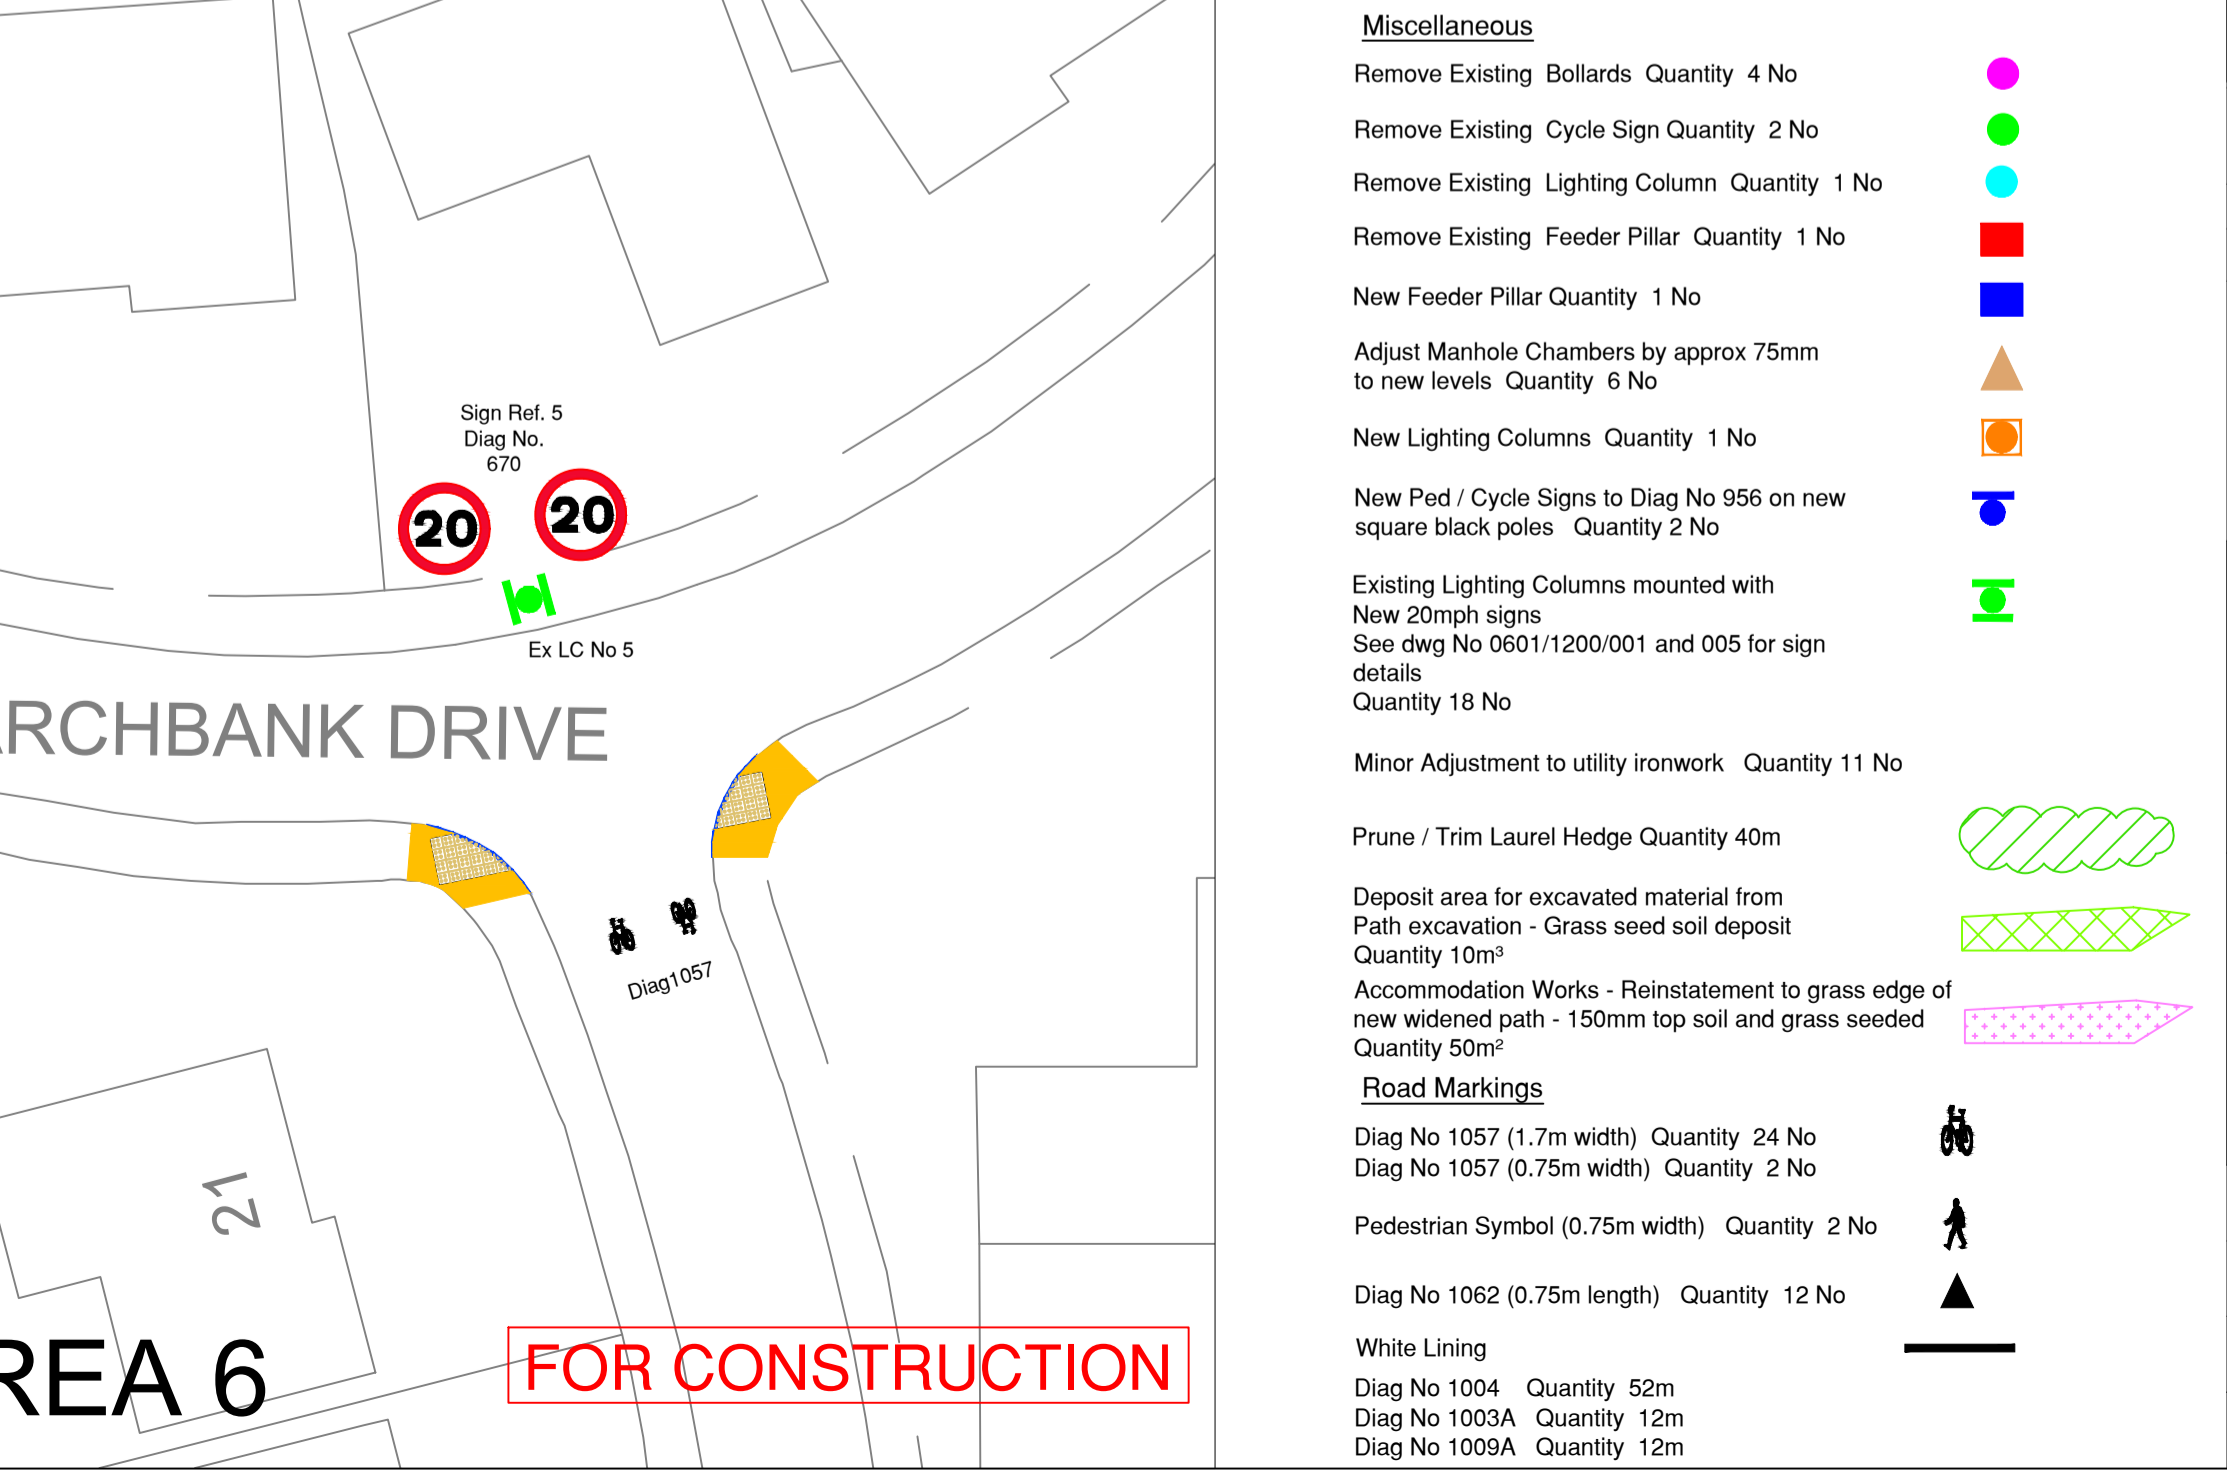 Sign Ref. 5
Diag No.
670
20
20
Ex LC No 5
ARCHBANK DRIVE
Diag1057
21
REA 6
FOR CONSTRUCTION
Miscellaneous
Remove Existing Bollards Quantity 4 No
Remove Existing Cycle Sign Quantity 2 No
Remove Existing Lighting Column Quantity 1 No
Remove Existing Feeder Pillar Quantity 1 No
New Feeder Pillar Quantity 1 No
Adjust Manhole Chambers by approx 75mm
to new levels Quantity 6 No
New Lighting Columns Quantity 1 No
New Ped / Cycle Signs to Diag No 956 on new
square black poles Quantity 2 No
Existing Lighting Columns mounted with
New 20mph signs
See dwg No 0601/1200/001 and 005 for sign
details
Quantity 18 No
Minor Adjustment to utility ironwork Quantity 11 No
Prune / Trim Laurel Hedge Quantity 40m
Deposit area for excavated material from
Path excavation - Grass seed soil deposit
Quantity 10m³
Accommodation Works - Reinstatement to grass edge of
new widened path - 150mm top soil and grass seeded
Quantity 50m²
Road Markings
Diag No 1057 (1.7m width) Quantity 24 No
Diag No 1057 (0.75m width) Quantity 2 No
Pedestrian Symbol (0.75m width) Quantity 2 No
Diag No 1062 (0.75m length) Quantity 12 No
White Lining
Diag No 1004 Quantity 52m
Diag No 1003A Quantity 12m
Diag No 1009A Quantity 12m